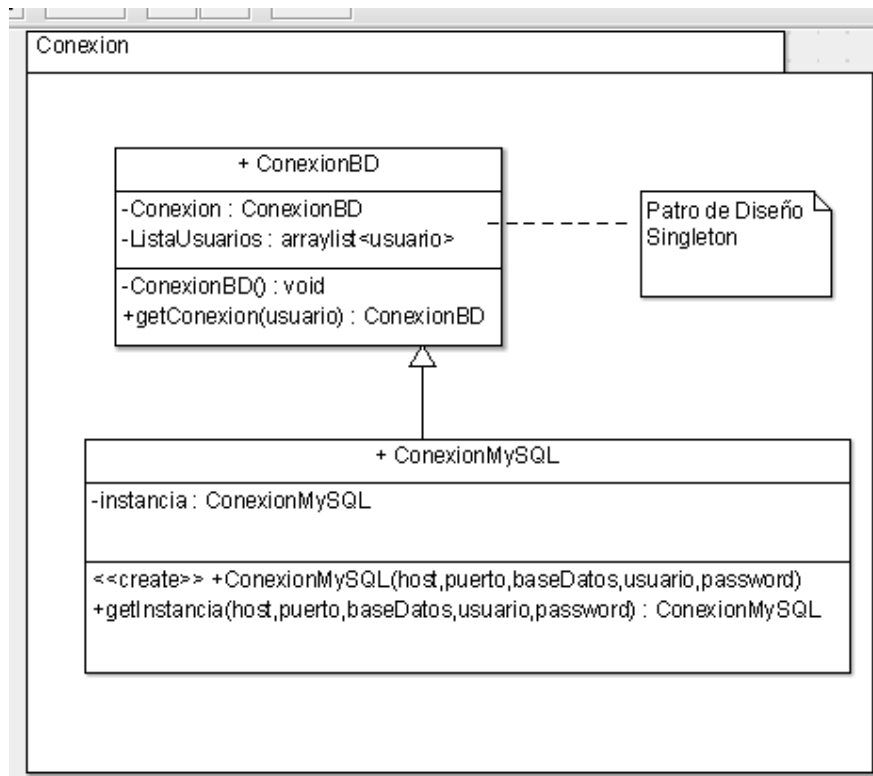 Conexion
+ ConexionBD
-Conexion : ConexionBD
-ListaUsuarios : arraylist<usuario>
-ConexionBD() : void
+getConexion(usuario) : ConexionBD
Patro de Diseño
Singleton
+ ConexionMySQL
-instancia : ConexionMySQL
<<create>> +ConexionMySQL(host,puerto,baseDatos,usuario,password)
+getInstancia(host,puerto,baseDatos,usuario,password) : ConexionMySQL